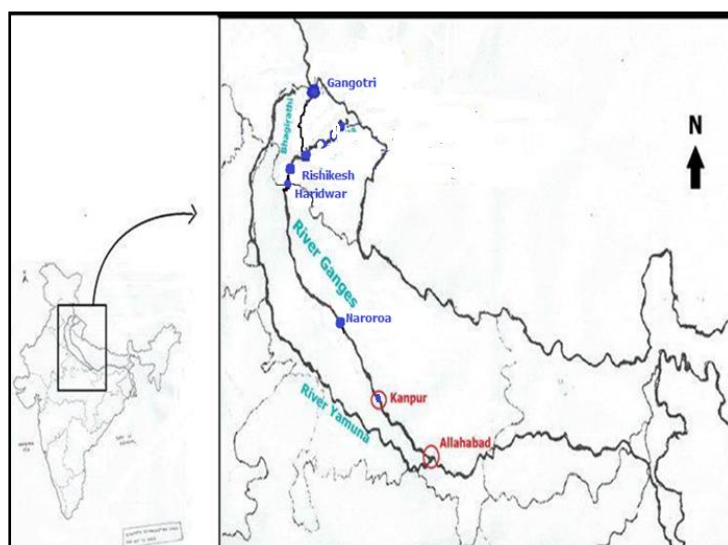 Gangotri
Bhagirathi
N
Rishikesh
Haridwar
River Ganges
Naroroa
River Yamuna
Kanpur
Allahabad